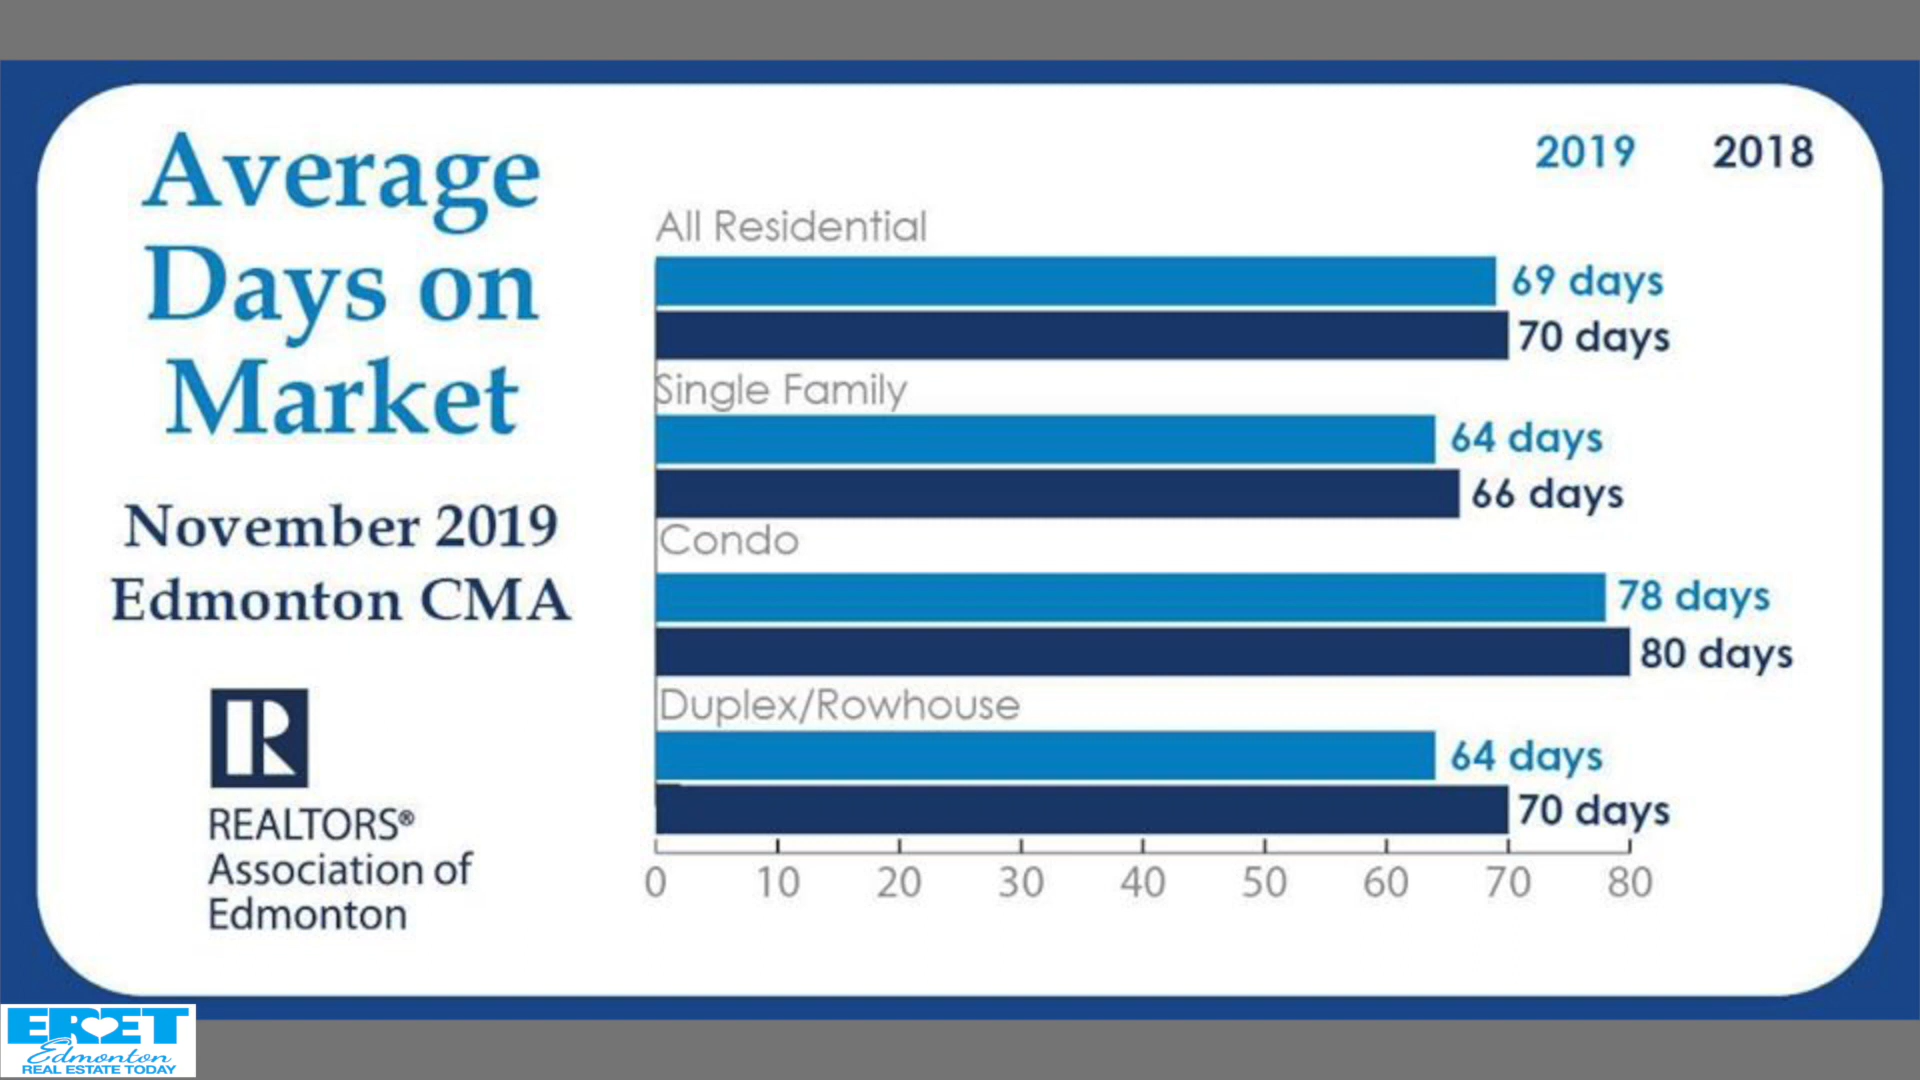 Average
Days on
Market
November 2019
Edmonton CMA
REALTORS®
Association of
Edmonton
2019 2018
All Residential
69 days
70 days
Single Family
64 days
66 days
Condo
78 days
80 days
Duplex/Rowhouse
64 days
70 days
0 10 20 30 40 50 60 70 80
ERET
Edmonton
REAL ESTATE TODAY